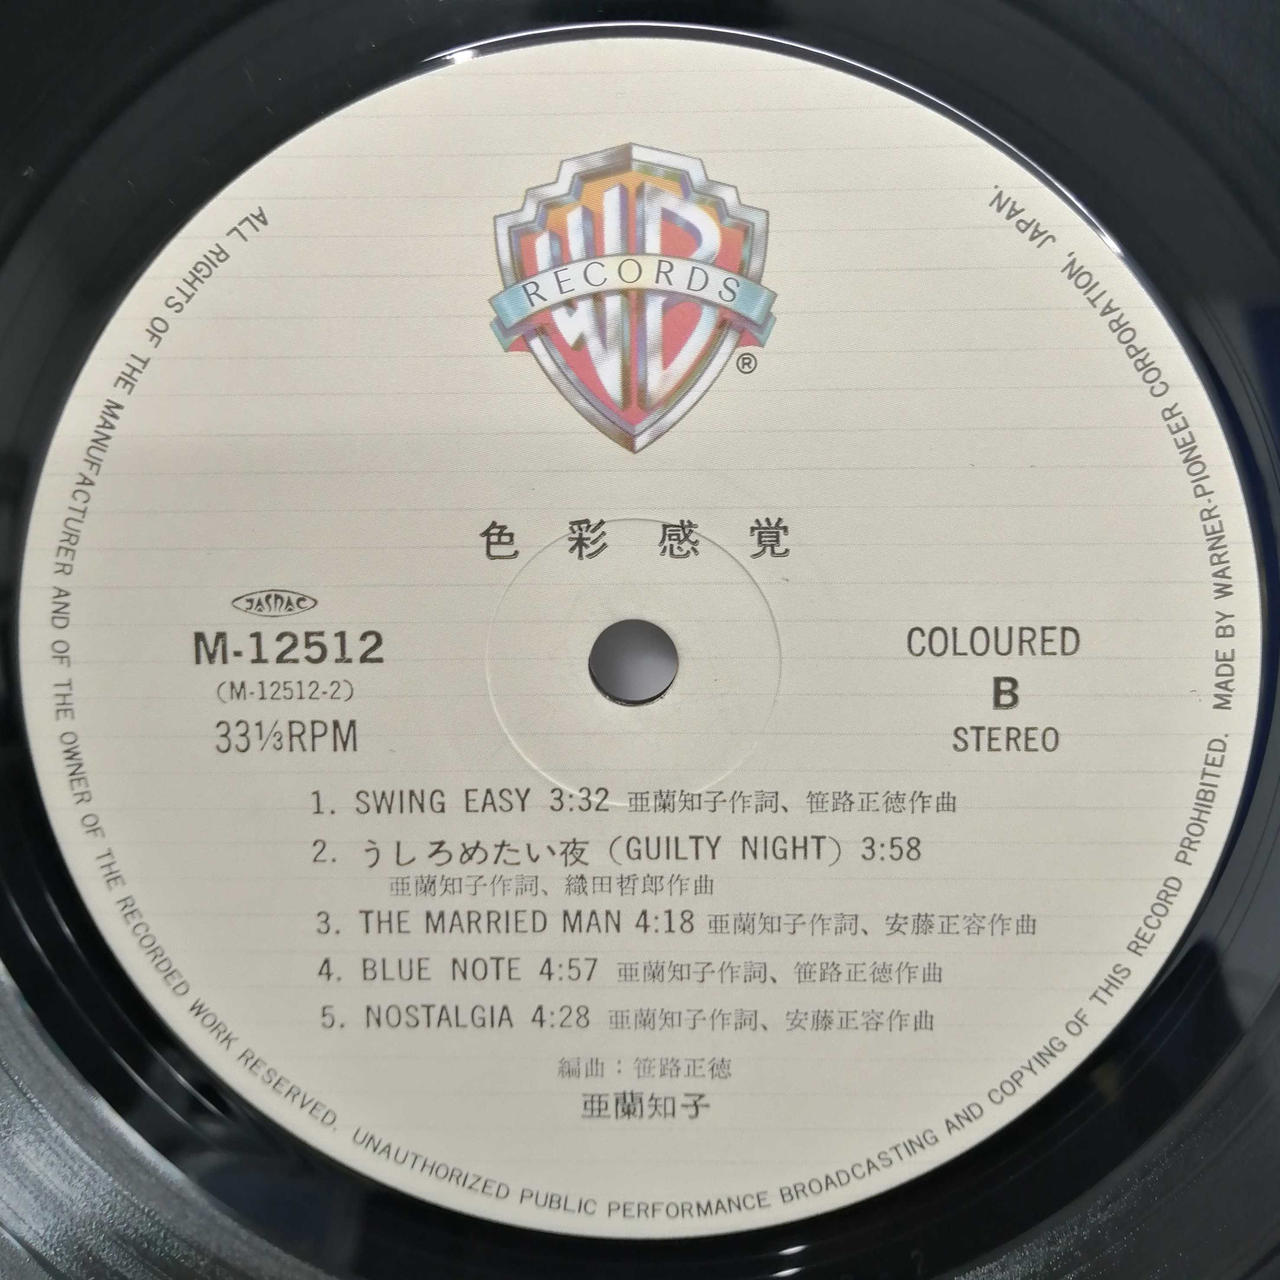 WB
RECORDS
®
色彩感覚
JASRAC
M-12512
(M-12512-2)
33⅓RPM
COLOURED
B
STEREO
1. SWING EASY 3:32 亜蘭知子作詞、笹路正徳作曲
2. うしろめたい夜（GUILTY NIGHT）3:58
亜蘭知子作詞、織田哲郎作曲
3. THE MARRIED MAN 4:18 亜蘭知子作詞、安藤正容作曲
4. BLUE NOTE 4:57 亜蘭知子作詞、笹路正徳作曲
5. NOSTALGIA 4:28 亜蘭知子作詞、安藤正容作曲
編曲：笹路正徳
亜蘭知子
ALL RIGHTS OF THE MANUFACTURER AND OF THE OWNER OF THE RECORDED WORK RESERVED. UNAUTHORIZED PUBLIC PERFORMANCE BROADCASTING AND COPYING OF THIS RECORD PROHIBITED. MADE BY WARNER-PIONEER CORPORATION, JAPAN.